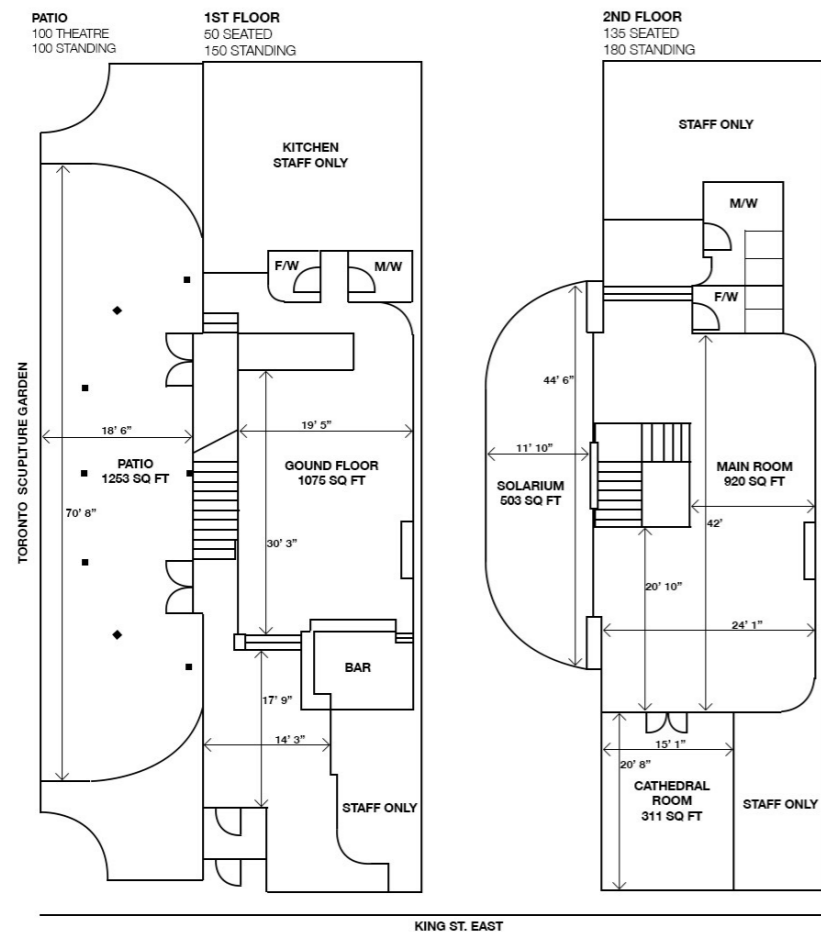 PATIO
100 THEATRE
100 STANDING
1ST FLOOR
50 SEATED
150 STANDING
2ND FLOOR
135 SEATED
180 STANDING
KITCHEN
STAFF ONLY
F/W
M/W
TORONTO SCUPLTURE GARDEN
18' 6"
PATIO
1253 SQ FT
70' 8"
19' 5"
GOUND FLOOR
1075 SQ FT
30' 3"
BAR
17' 9"
14' 3"
STAFF ONLY
STAFF ONLY
M/W
F/W
44' 6"
11' 10"
SOLARIUM
503 SQ FT
MAIN ROOM
920 SQ FT
42'
20' 10"
24' 1"
15' 1"
20' 8"
CATHEDRAL
ROOM
311 SQ FT
STAFF ONLY
KING ST. EAST